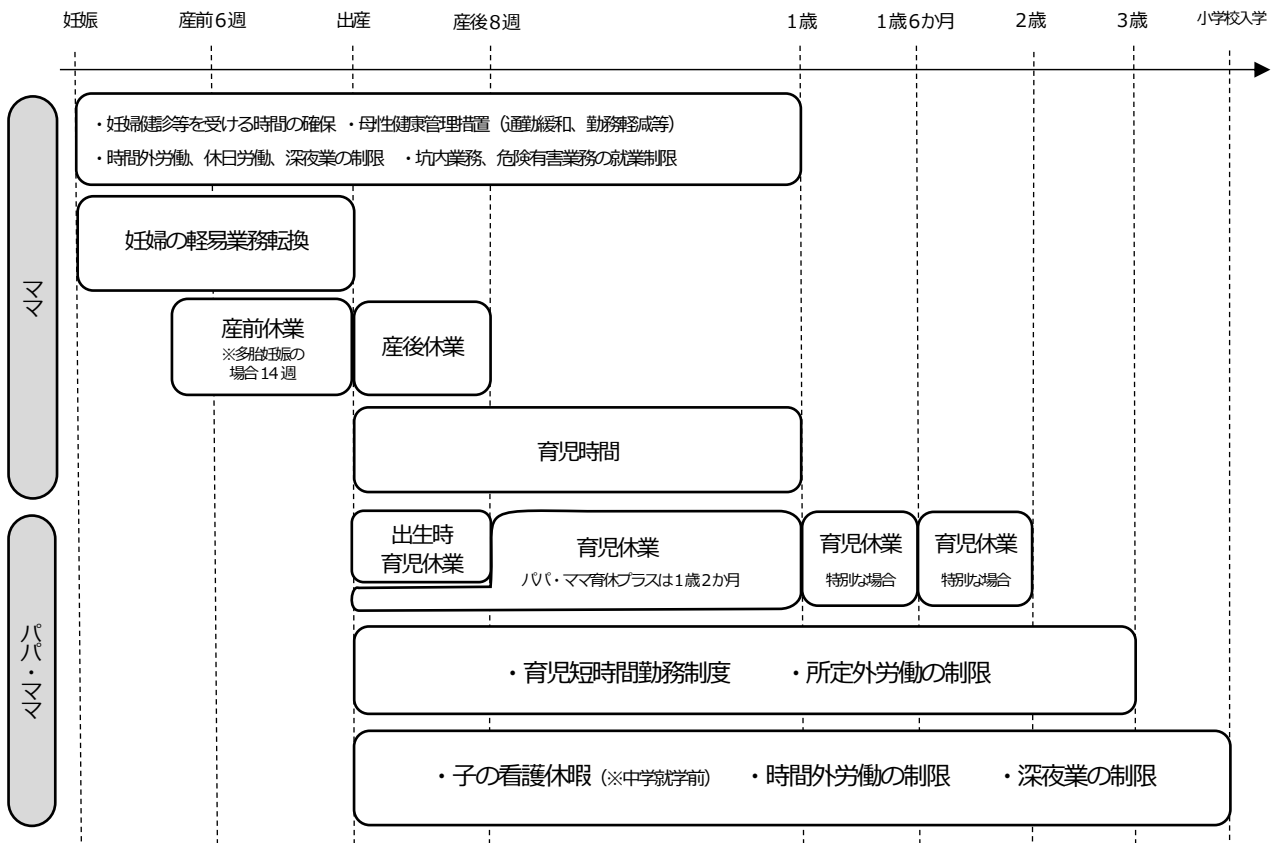 妊娠 産前6週 出産 産後8週 1歳 1歳6か月 2歳 3歳 小学校入学
ママ
・妊婦健診等を受ける時間の確保 ・母性健康管理措置（通勤緩和、勤務軽減等）
・時間外労働、休日労働、深夜業の制限 ・坑内業務、危険有害業務の就業制限
妊婦の軽易業務転換
産前休業
※多胎妊娠の
場合14週
産後休業
育児時間
パパ・ママ
出生時
育児休業
育児休業
パパ・ママ育休プラスは1歳2か月
育児休業
特別な場合
育児休業
特別な場合
・育児短時間勤務制度 ・所定外労働の制限
・子の看護休暇（※中学就学前） ・時間外労働の制限 ・深夜業の制限